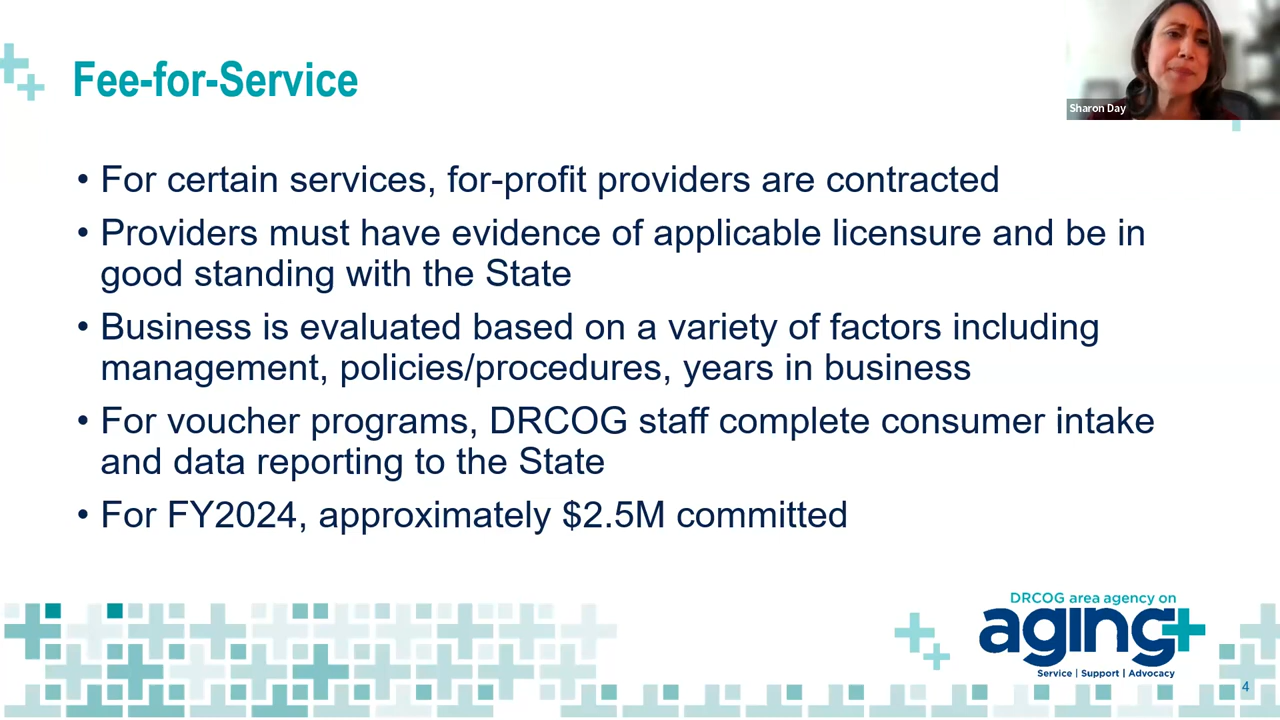 Fee-for-Service
Sharon Day
• For certain services, for-profit providers are contracted
• Providers must have evidence of applicable licensure and be in
good standing with the State
• Business is evaluated based on a variety of factors including
management, policies/procedures, years in business
• For voucher programs, DRCOG staff complete consumer intake
and data reporting to the State
• For FY2024, approximately $2.5M committed
DRCOG area agency on
aging+
Service | Support | Advocacy
4